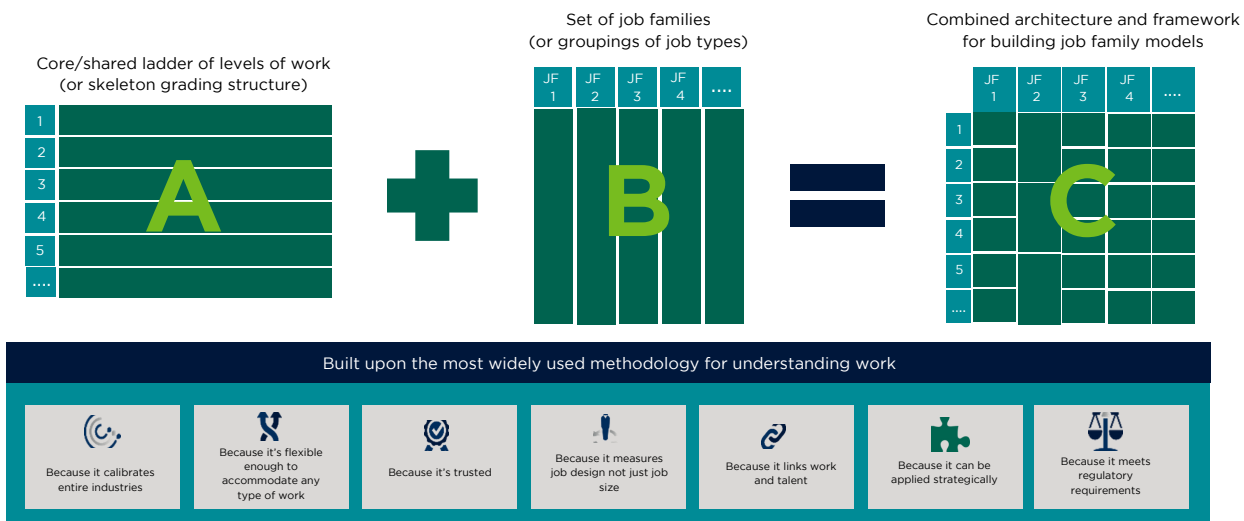 Core/shared ladder of levels of work
(or skeleton grading structure)
1
2
3
4
5
....
A
Set of job families
(or groupings of job types)
JF
1
JF
2
JF
3
JF
4
....
B
Combined architecture and framework
for building job family models
JF
1
JF
2
JF
3
JF
4
....
1
2
3
4
5
....
C
Built upon the most widely used methodology for understanding work
Because it calibrates
entire industries
Because it's flexible
enough to
accommodate any
type of work
Because it's trusted
Because it measures
job design not just job
size
Because it links work
and talent
Because it can be
applied strategically
Because it meets
regulatory
requirements